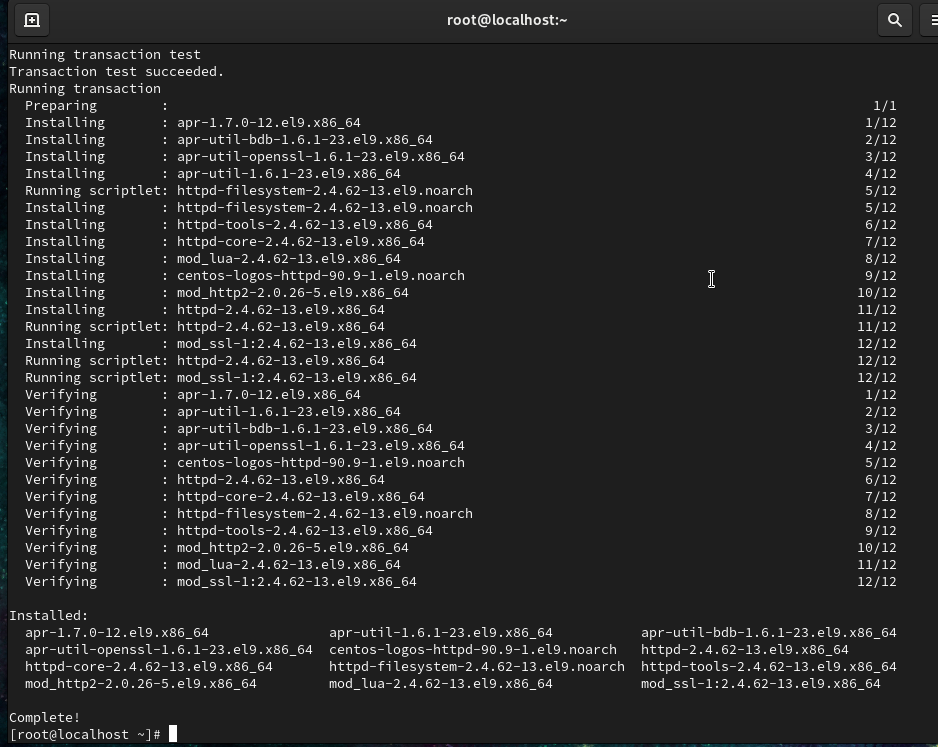 root@localhost:~
Running transaction test
Transaction test succeeded.
Running transaction
  Preparing        :                                                                                        1/1
  Installing       : apr-1.7.0-12.el9.x86_64                                                               1/12
  Installing       : apr-util-bdb-1.6.1-23.el9.x86_64                                                      2/12
  Installing       : apr-util-openssl-1.6.1-23.el9.x86_64                                                  3/12
  Installing       : apr-util-1.6.1-23.el9.x86_64                                                          4/12
  Running scriptlet: httpd-filesystem-2.4.62-13.el9.noarch                                                 5/12
  Installing       : httpd-filesystem-2.4.62-13.el9.noarch                                                 5/12
  Installing       : httpd-tools-2.4.62-13.el9.x86_64                                                      6/12
  Installing       : httpd-core-2.4.62-13.el9.x86_64                                                       7/12
  Installing       : mod_lua-2.4.62-13.el9.x86_64                                                          8/12
  Installing       : centos-logos-httpd-90.9-1.el9.noarch                                                  9/12
  Installing       : mod_http2-2.0.26-5.el9.x86_64                                                        10/12
  Installing       : httpd-2.4.62-13.el9.x86_64                                                           11/12
  Running scriptlet: httpd-2.4.62-13.el9.x86_64                                                           11/12
  Installing       : mod_ssl-1:2.4.62-13.el9.x86_64                                                       12/12
  Running scriptlet: httpd-2.4.62-13.el9.x86_64                                                           12/12
  Running scriptlet: mod_ssl-1:2.4.62-13.el9.x86_64                                                       12/12
  Verifying        : apr-1.7.0-12.el9.x86_64                                                               1/12
  Verifying        : apr-util-1.6.1-23.el9.x86_64                                                          2/12
  Verifying        : apr-util-bdb-1.6.1-23.el9.x86_64                                                      3/12
  Verifying        : apr-util-openssl-1.6.1-23.el9.x86_64                                                  4/12
  Verifying        : centos-logos-httpd-90.9-1.el9.noarch                                                  5/12
  Verifying        : httpd-2.4.62-13.el9.x86_64                                                            6/12
  Verifying        : httpd-core-2.4.62-13.el9.x86_64                                                       7/12
  Verifying        : httpd-filesystem-2.4.62-13.el9.noarch                                                 8/12
  Verifying        : httpd-tools-2.4.62-13.el9.x86_64                                                      9/12
  Verifying        : mod_http2-2.0.26-5.el9.x86_64                                                        10/12
  Verifying        : mod_lua-2.4.62-13.el9.x86_64                                                         11/12
  Verifying        : mod_ssl-1:2.4.62-13.el9.x86_64                                                       12/12

Installed:
  apr-1.7.0-12.el9.x86_64               apr-util-1.6.1-23.el9.x86_64           apr-util-bdb-1.6.1-23.el9.x86_64
  apr-util-openssl-1.6.1-23.el9.x86_64  centos-logos-httpd-90.9-1.el9.noarch   httpd-2.4.62-13.el9.x86_64
  httpd-core-2.4.62-13.el9.x86_64       httpd-filesystem-2.4.62-13.el9.noarch  httpd-tools-2.4.62-13.el9.x86_64
  mod_http2-2.0.26-5.el9.x86_64         mod_lua-2.4.62-13.el9.x86_64           mod_ssl-1:2.4.62-13.el9.x86_64

Complete!
[root@localhost ~]#